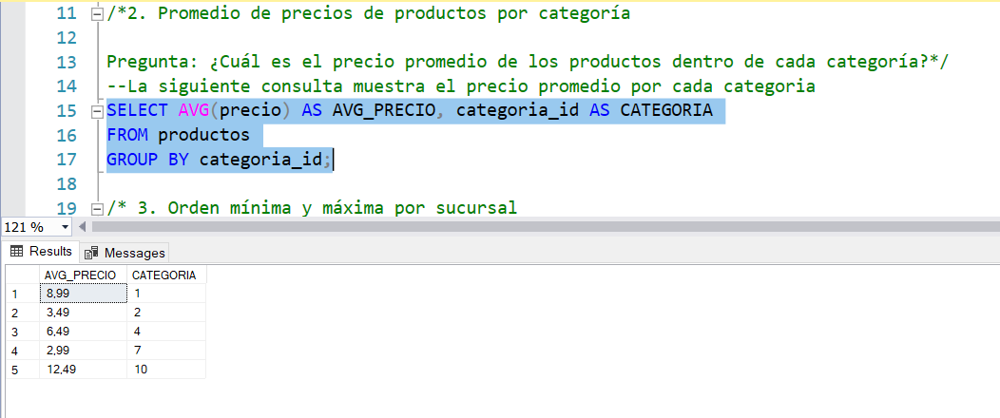 11 /*2. Promedio de precios de productos por categoría
12
13 Pregunta: ¿Cuál es el precio promedio de los productos dentro de cada categoría?*/
14 --La siguiente consulta muestra el precio promedio por cada categoria
15 SELECT AVG(precio) AS AVG_PRECIO, categoria_id AS CATEGORIA
16 FROM productos
17 GROUP BY categoria_id;
18
19 /* 3. Orden mínima y máxima por sucursal
121 %
Results Messages
AVG_PRECIO CATEGORIA
1 8,99 1
2 3,49 2
3 6,49 4
4 2,99 7
5 12,49 10